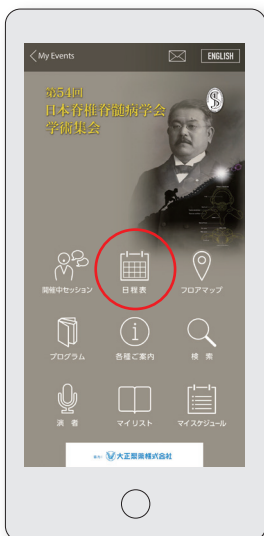 My Events
ENGLISH
第54回
日本脊椎脊髄病学会
学術集会
開催中セッション
日程表
フロアマップ
プログラム
各種ご案内
検 索
演 者
マイリスト
マイスケジュール
大正製薬株式会社